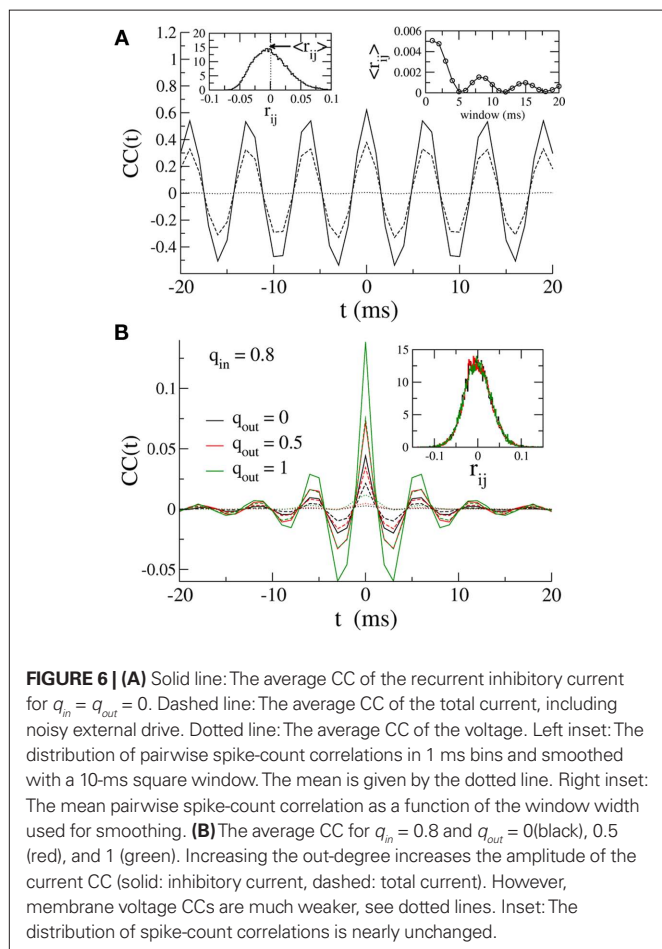 A
1.2
1
0.8
0.6
0.4
0.2
0
-0.2
-0.4
CC(t)
20
15
10
5
0
<r_ij>
-0.1 -0.05 0 0.05 0.1
r_ij
0.006
0.004
0.002
0
<r_ij>
0 5 10 15 20
window (ms)
-20 -10 0 10 20
t (ms)
B
0.1
0.05
0
-0.05
CC(t)
q_in = 0.8
q_out = 0
q_out = 0.5
q_out = 1
15
10
5
0
-0.1 0 0.1
r_ij
-20 -10 0 10 20
t (ms)
FIGURE 6 | (A) Solid line: The average CC of the recurrent inhibitory current
for q_in = q_out = 0. Dashed line: The average CC of the total current, including
noisy external drive. Dotted line: The average CC of the voltage. Left inset: The
distribution of pairwise spike-count correlations in 1 ms bins and smoothed
with a 10-ms square window. The mean is given by the dotted line. Right inset:
The mean pairwise spike-count correlation as a function of the window width
used for smoothing. (B) The average CC for q_in = 0.8 and q_out = 0(black), 0.5
(red), and 1 (green). Increasing the out-degree increases the amplitude of the
current CC (solid: inhibitory current, dashed: total current). However,
membrane voltage CCs are much weaker, see dotted lines. Inset: The
distribution of spike-count correlations is nearly unchanged.